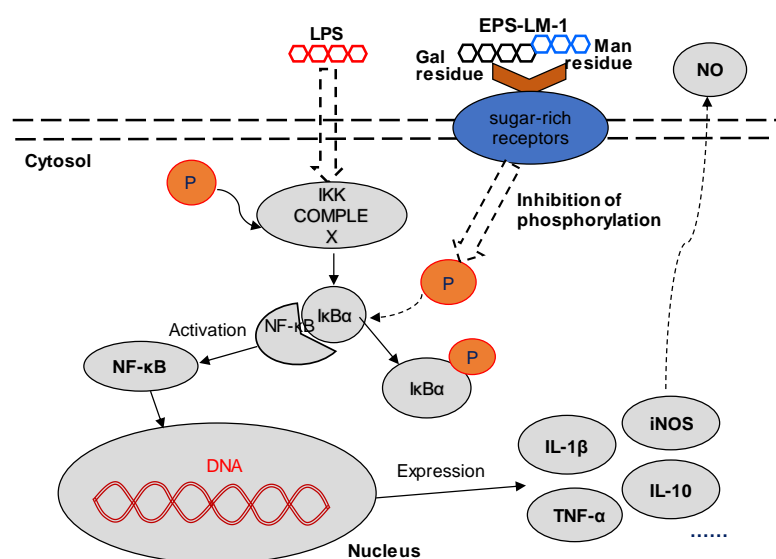 LPS
EPS-LM-1
Gal
residue
Man
residue
NO
sugar-rich
receptors
Cytosol
P
IKK
COMPLE
X
Inhibition of
phosphorylation
P
IκBα
NF-κB
Activation
NF-κB
P
IκBα
iNOS
IL-1β
DNA
Expression
IL-10
TNF-α
......
Nucleus